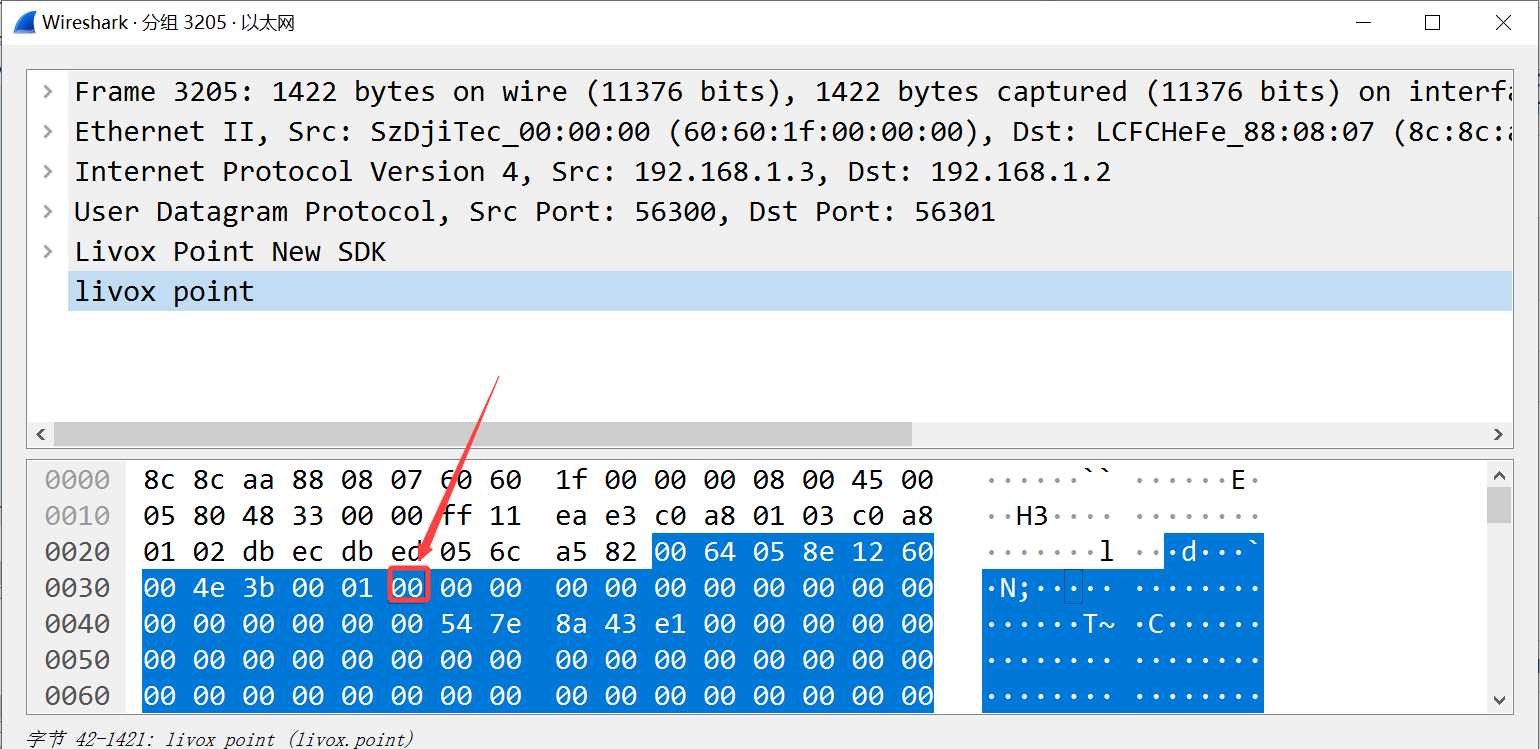 Wireshark · 分组 3205 · 以太网
Frame 3205: 1422 bytes on wire (11376 bits), 1422 bytes captured (11376 bits) on interfa
Ethernet II, Src: SzDjiTec_00:00:00 (60:60:1f:00:00:00), Dst: LCFCHeFe_88:08:07 (8c:8c:a
Internet Protocol Version 4, Src: 192.168.1.3, Dst: 192.168.1.2
User Datagram Protocol, Src Port: 56300, Dst Port: 56301
Livox Point New SDK
livox point
0000 8c 8c aa 88 08 07 60 60 1f 00 00 00 08 00 45 00 ······`` ······E·
0010 05 80 48 33 00 00 ff 11 ea e3 c0 a8 01 03 c0 a8 ··H3···· ········
0020 01 02 db ec db ed 05 6c a5 82 00 64 05 8e 12 60 ·······l ···d···`
0030 00 4e 3b 00 01 00 00 00 00 00 00 00 00 00 00 00 ·N;····· ········
0040 00 00 00 00 00 00 54 7e 8a 43 e1 00 00 00 00 00 ······T~ ·C······
0050 00 00 00 00 00 00 00 00 00 00 00 00 00 00 00 00 ········ ········
0060 00 00 00 00 00 00 00 00 00 00 00 00 00 00 00 00 ········ ········
字节 42-1421: livox point (livox.point)